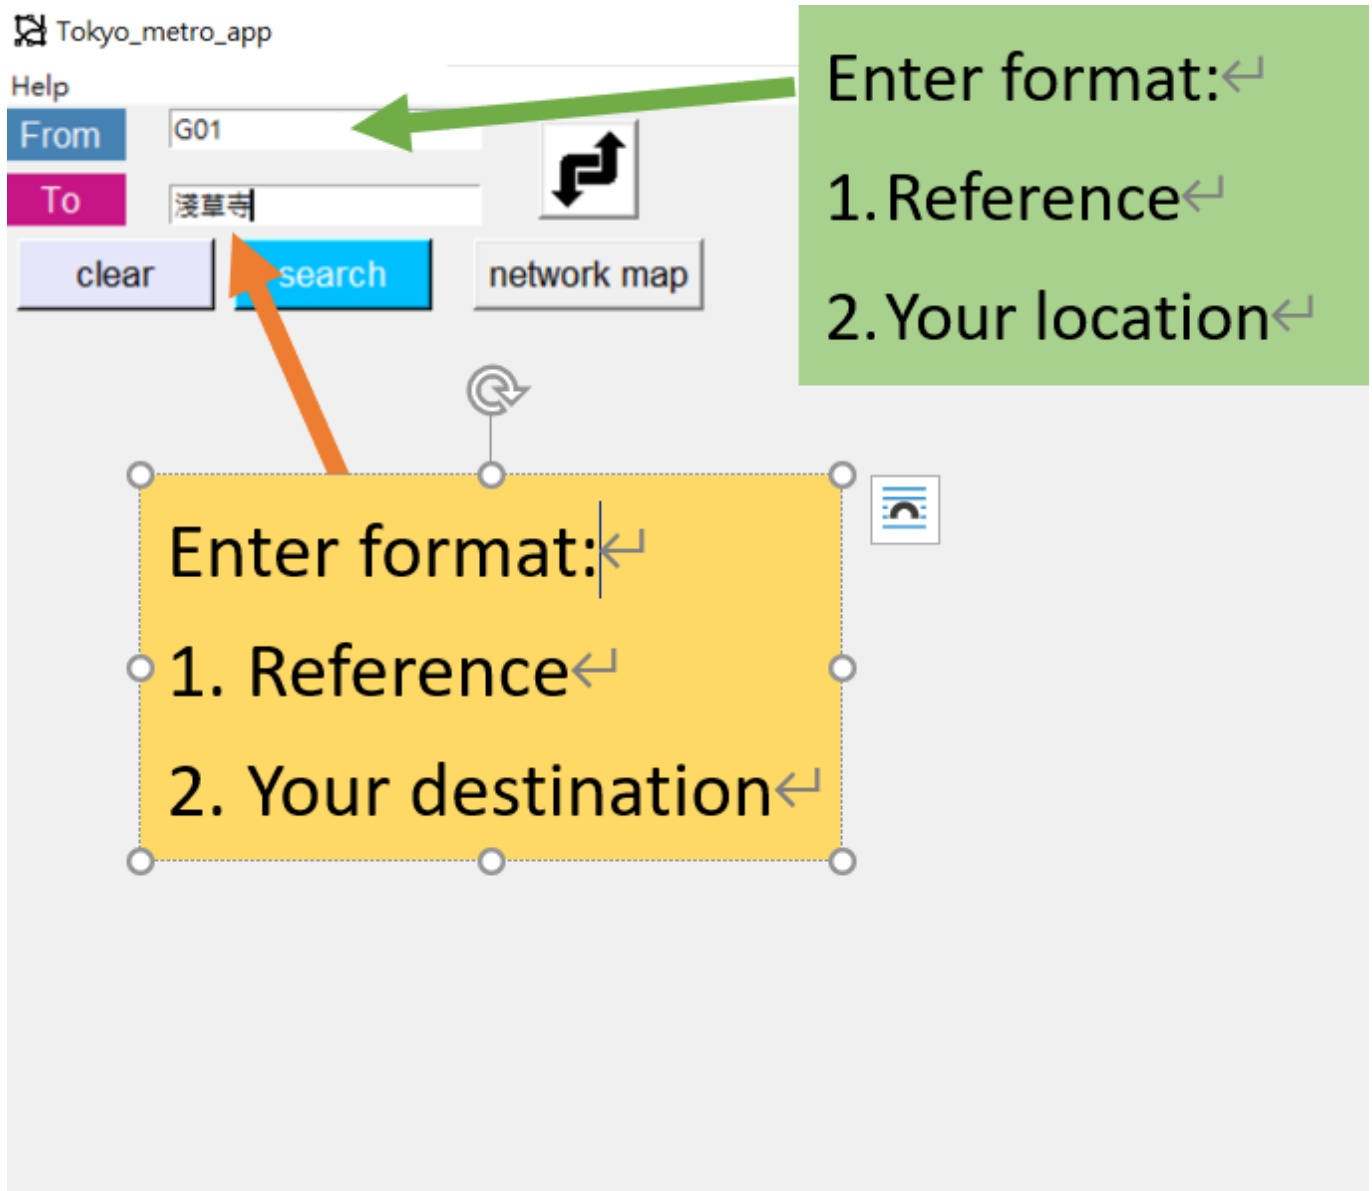 Tokyo_metro_app
Help
From
G01
To
淺草寺
clear
search
network map
Enter format:
1. Reference
2. Your location
Enter format:
1. Reference
2. Your destination